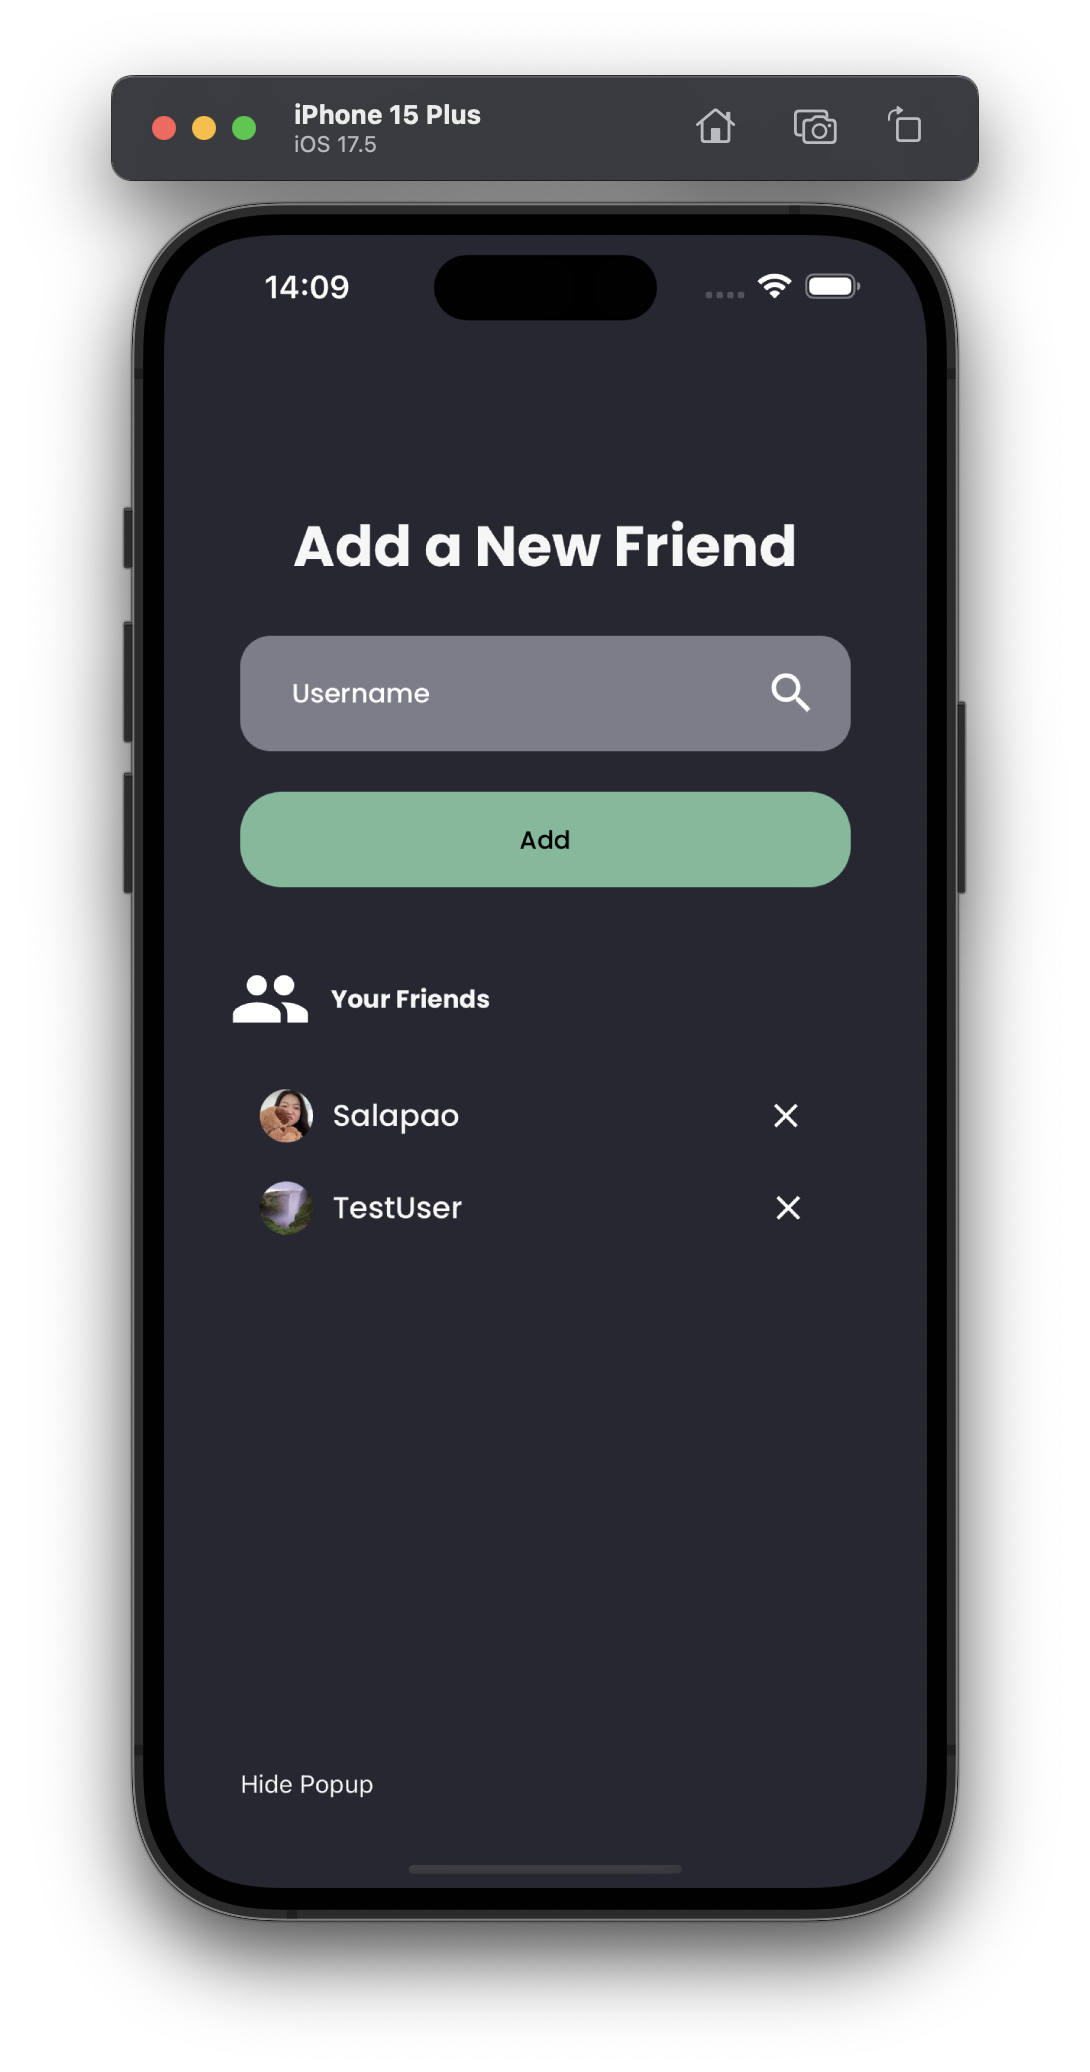 iPhone 15 Plus
iOS 17.5
14:09
Add a New Friend
Username
Add
Your Friends
Salapao
TestUser
Hide Popup